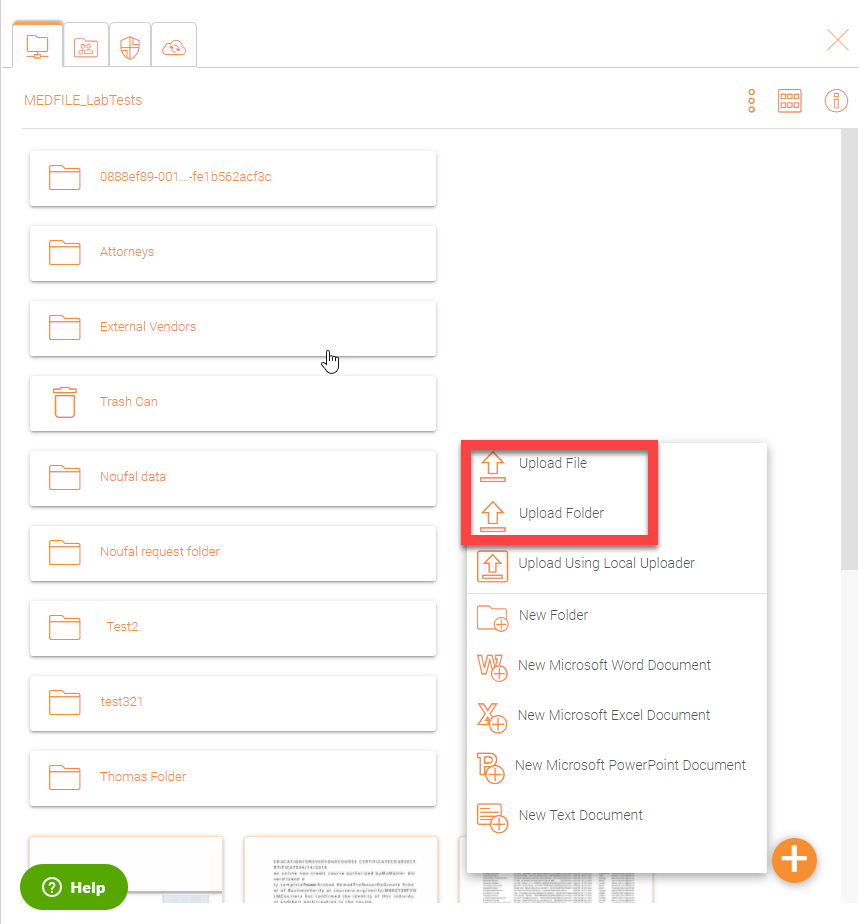 MEDFILE_LabTests
0888ef89-001...-fe1b562acf3c
Attorneys
External Vendors
Trash Can
Noufal data
Noufal request folder
Test2
test321
Thomas Folder
Upload File
Upload Folder
Upload Using Local Uploader
New Folder
New Microsoft Word Document
New Microsoft Excel Document
New Microsoft PowerPoint Document
New Text Document
Help